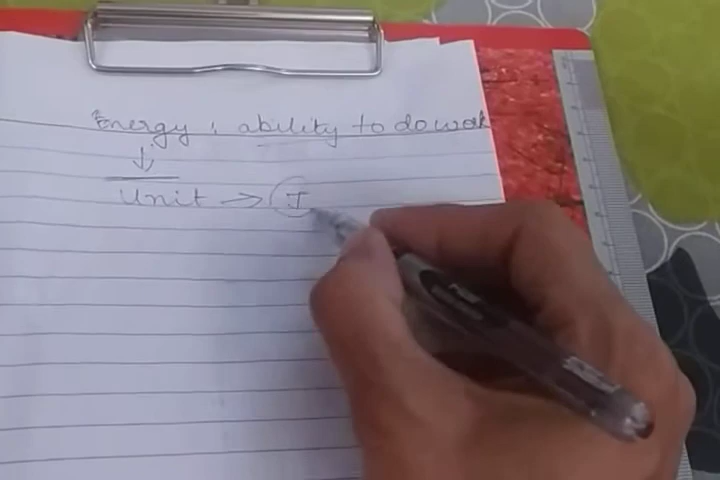 Energy : ability to do work
Unit → J